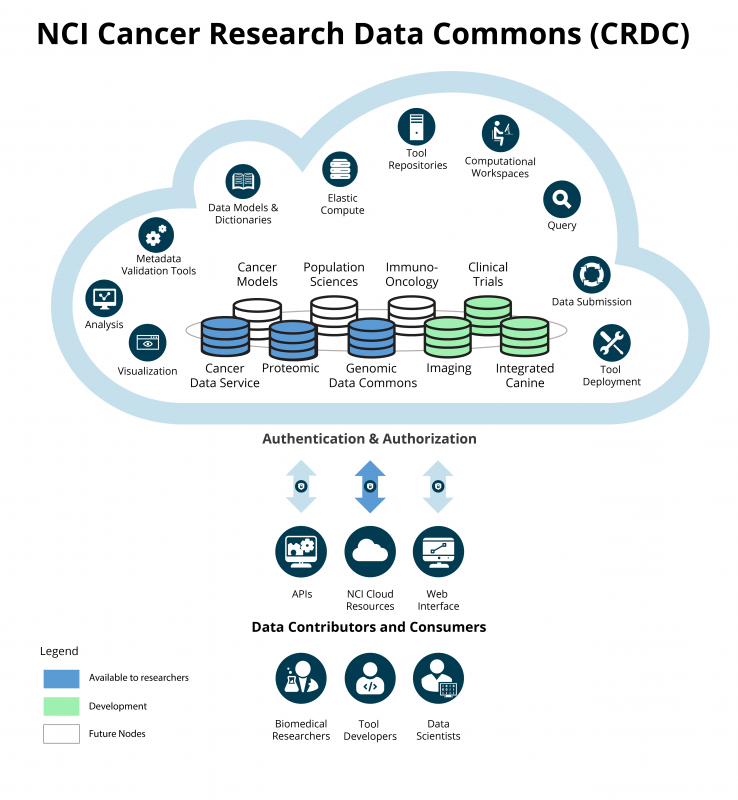 NCI Cancer Research Data Commons (CRDC)
Tool
Repositories
Computational
Workspaces
Elastic
Compute
Data Models &
Dictionaries
Query
Metadata
Validation Tools
Data Submission
Analysis
Visualization
Tool
Deployment
Cancer
Models
Population
Sciences
Immuno-
Oncology
Clinical
Trials
Cancer
Data Service
Proteomic
Genomic
Data Commons
Imaging
Integrated
Canine
Authentication & Authorization
APIs
NCI Cloud
Resources
Web
Interface
Data Contributors and Consumers
Biomedical
Researchers
Tool
Developers
Data
Scientists
Legend
Available to researchers
Development
Future Nodes